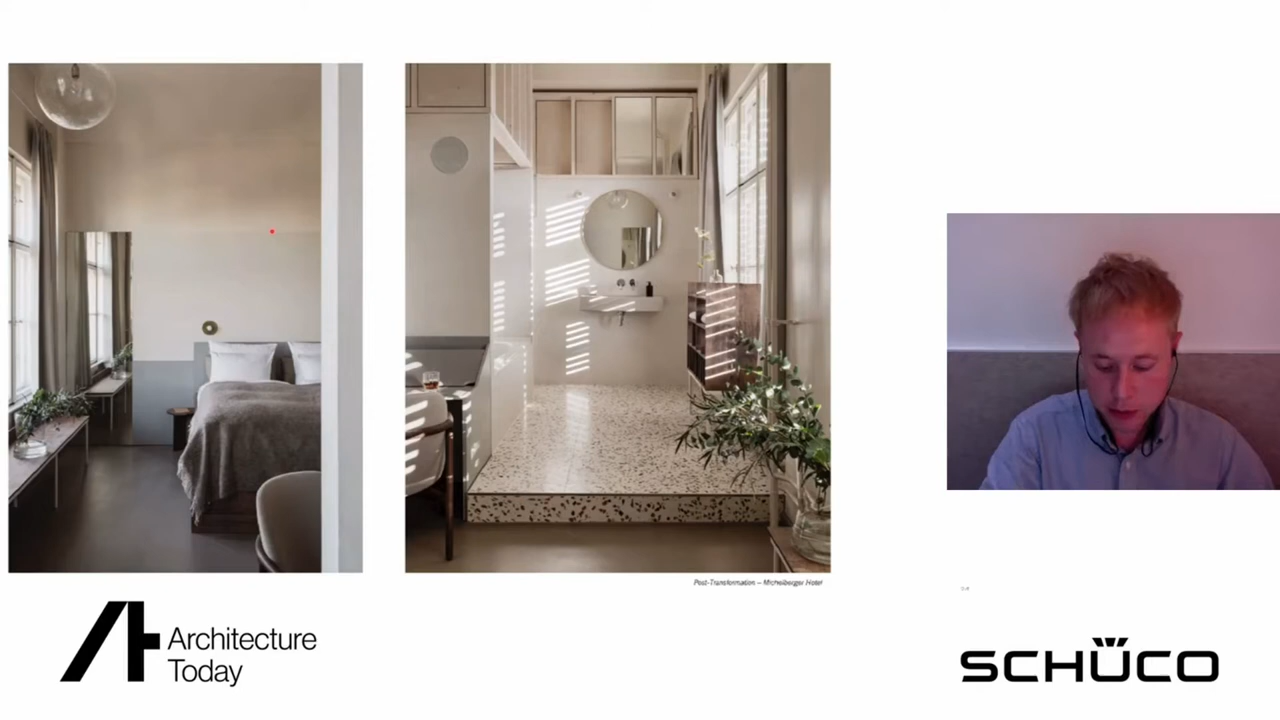 Post-Transformation – Michelberger Hotel
Architecture
Today
SCHÜCO